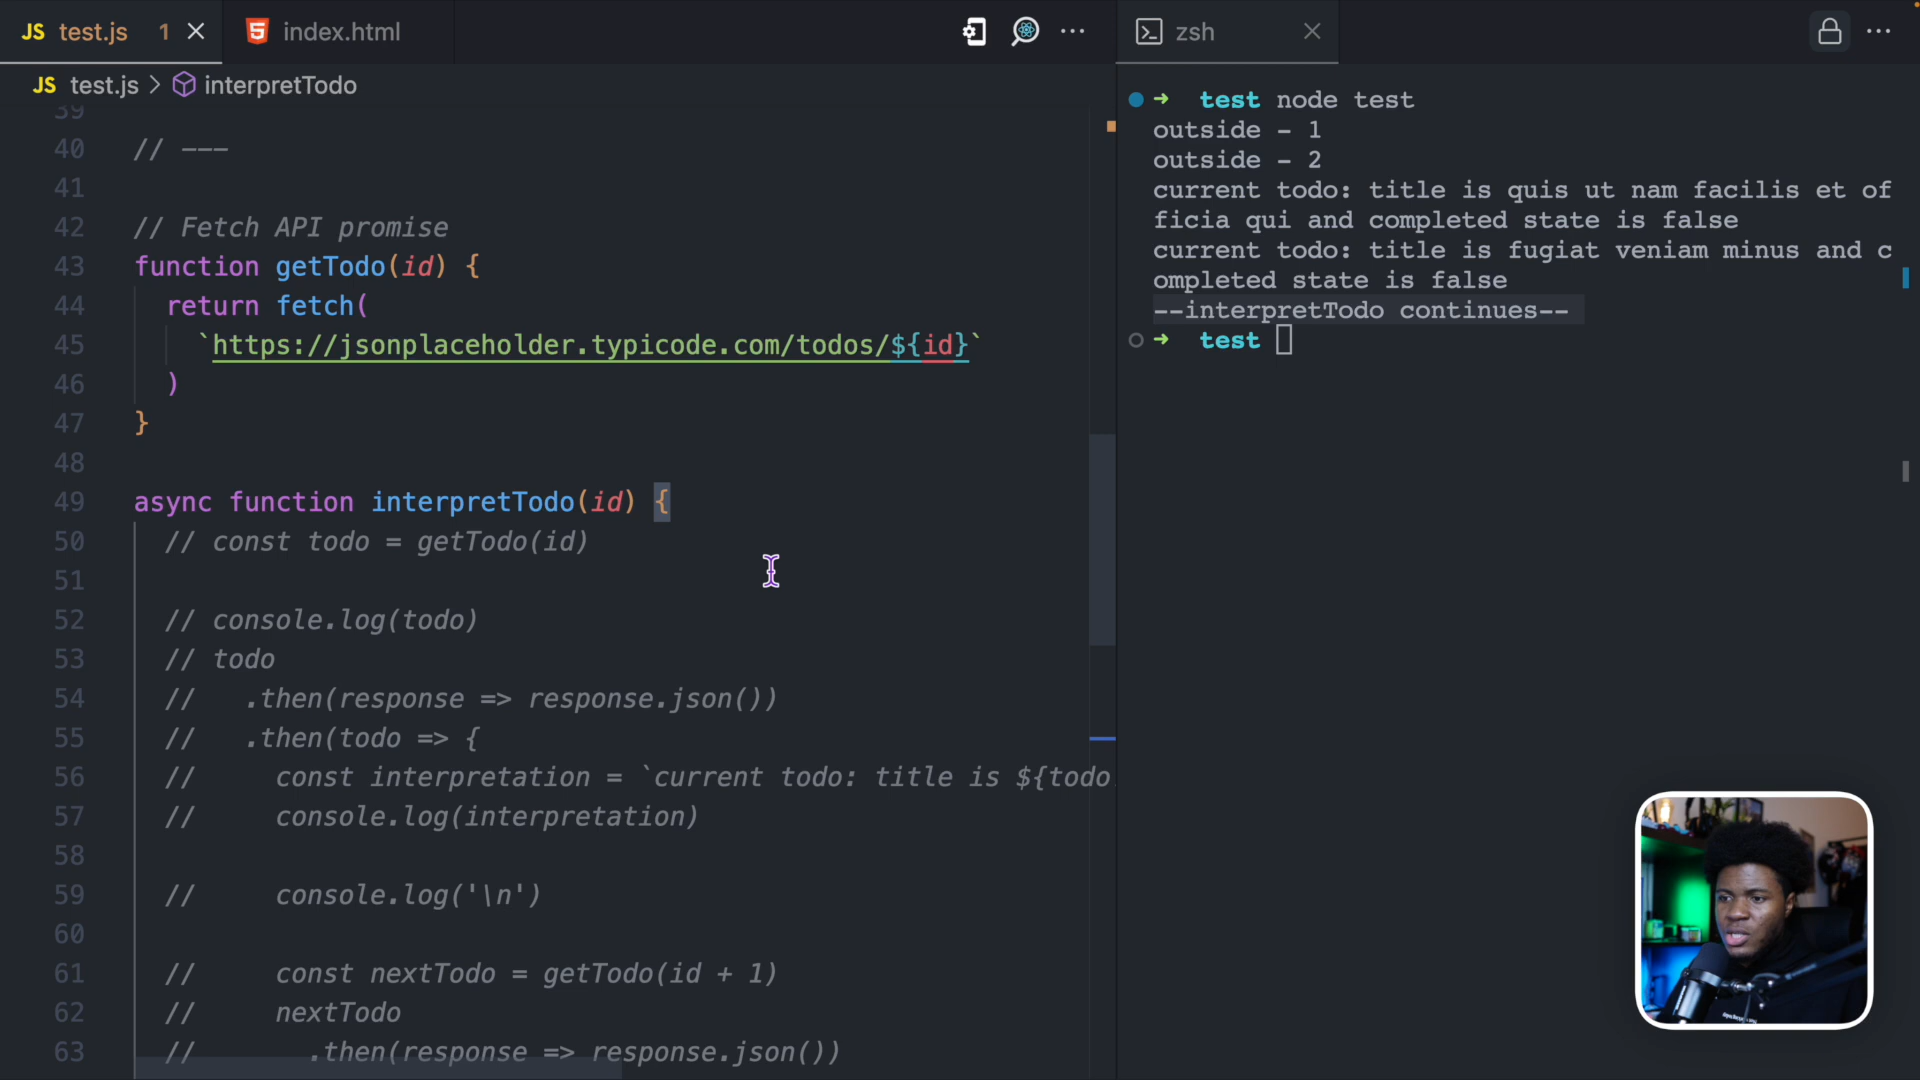 JS test.js 1
index.html
JS test.js > interpretTodo
39
40 // ---
41
42 // Fetch API promise
43 function getTodo(id) {
44 return fetch(
45 `https://jsonplaceholder.typicode.com/todos/${id}`
46 )
47 }
48
49 async function interpretTodo(id) {
50 // const todo = getTodo(id)
51
52 // console.log(todo)
53 // todo
54 // .then(response => response.json())
55 // .then(todo => {
56 // const interpretation = `current todo: title is ${todo.
57 // console.log(interpretation)
58
59 // console.log('\n')
60
61 // const nextTodo = getTodo(id + 1)
62 // nextTodo
63 // .then(response => response.json())
zsh
➜ test node test
outside - 1
outside - 2
current todo: title is quis ut nam facilis et of
ficia qui and completed state is false
current todo: title is fugiat veniam minus and c
ompleted state is false
--interpretTodo continues--
➜ test